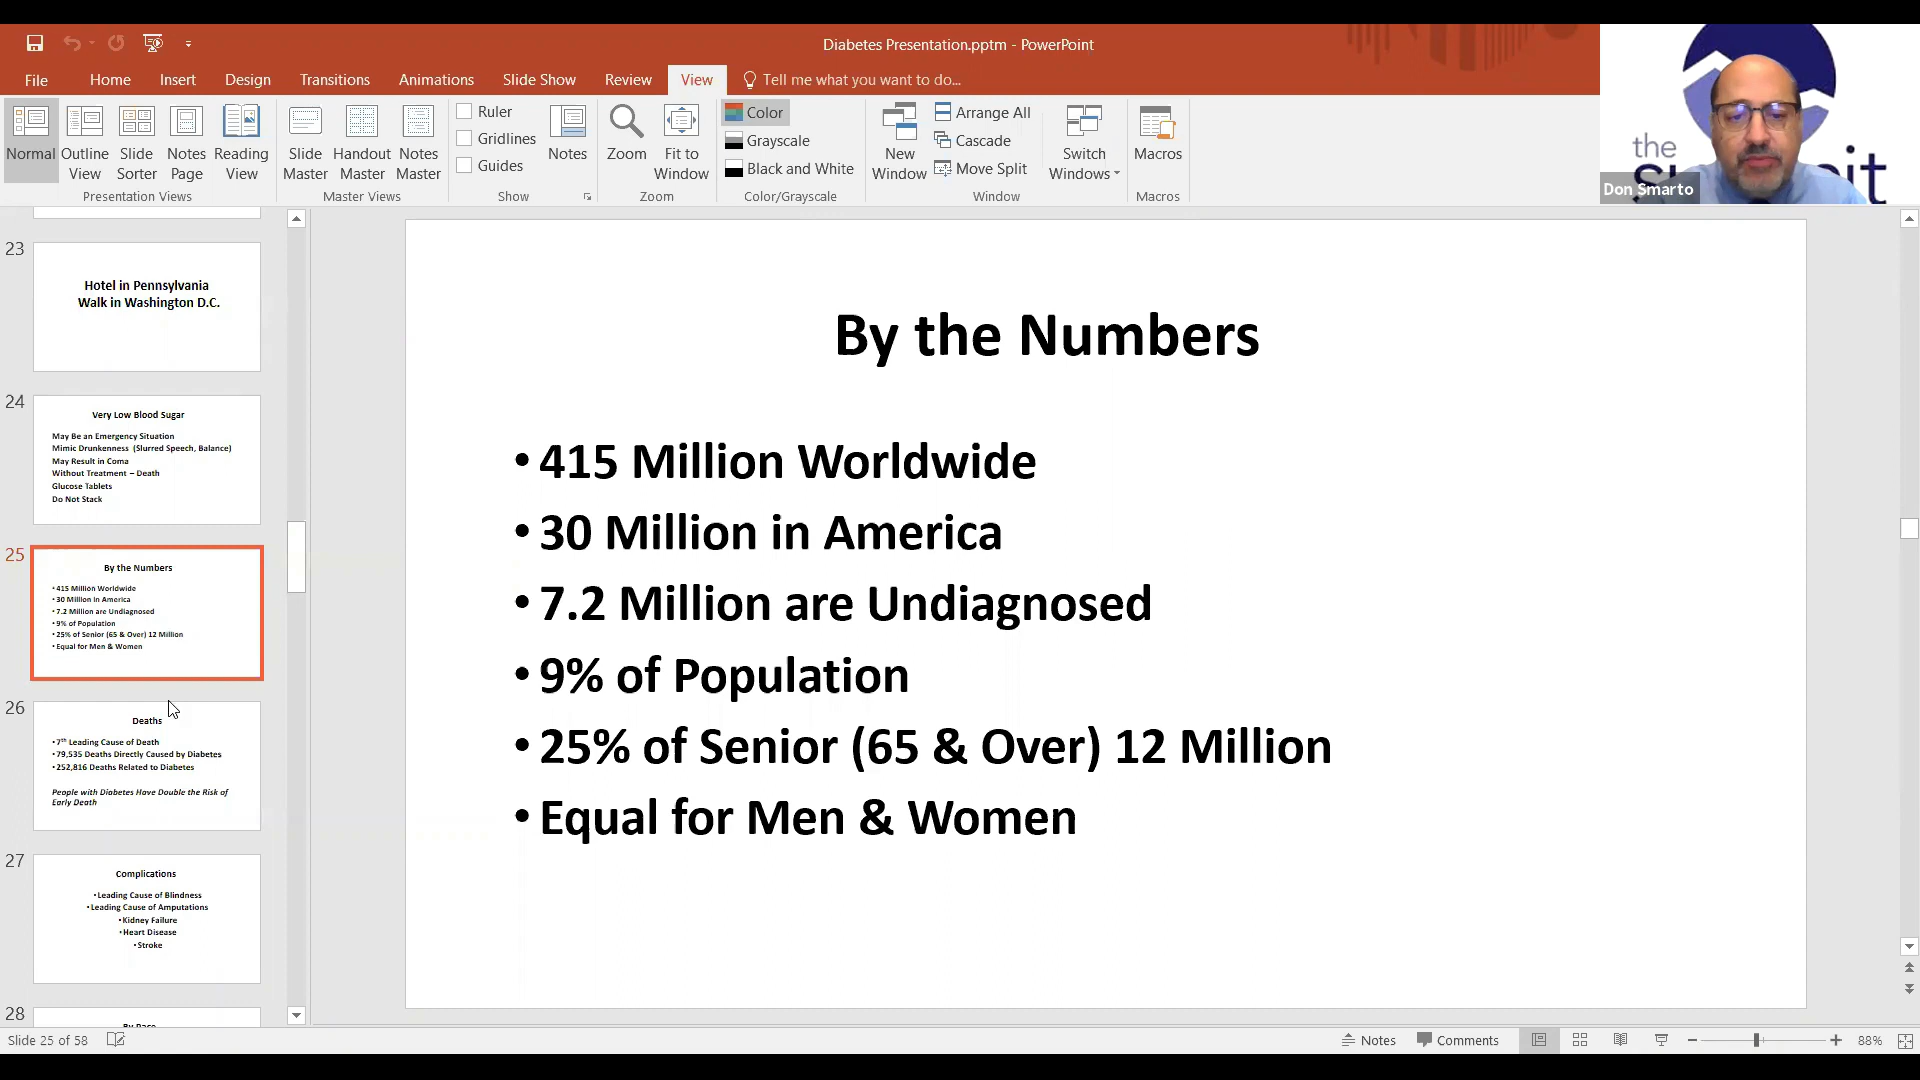 Diabetes Presentation.pptm - PowerPoint
File Home Insert Design Transitions Animations Slide Show Review View Tell me what you want to do...
Normal Outline View Slide Sorter Notes Page Reading View
Presentation Views
Slide Master Handout Master Notes Master
Master Views
Ruler
Gridlines
Guides
Notes
Show
Zoom Fit to Window
Zoom
Color
Grayscale
Black and White
Color/Grayscale
New Window
Arrange All
Cascade
Move Split
Switch Windows
Window
Macros
Macros
the
Don Smarto
23
Hotel in Pennsylvania
Walk in Washington D.C.
24
Very Low Blood Sugar
May Be an Emergency Situation
Mimic Drunkenness (Slurred Speech, Balance)
May Result in Coma
Without Treatment – Death
Glucose Tablets
Do Not Stack
25
By the Numbers
• 415 Million Worldwide
• 30 Million in America
• 7.2 Million are Undiagnosed
• 9% of Population
• 25% of Senior (65 & Over) 12 Million
• Equal for Men & Women
26
Deaths
• 7th Leading Cause of Death
• 79,535 Deaths Directly Caused by Diabetes
• 252,816 Deaths Related to Diabetes
People with Diabetes Have Double the Risk of
Early Death
27
Complications
• Leading Cause of Blindness
• Leading Cause of Amputations
• Kidney Failure
• Heart Disease
• Stroke
28
By the Numbers
• 415 Million Worldwide
• 30 Million in America
• 7.2 Million are Undiagnosed
• 9% of Population
• 25% of Senior (65 & Over) 12 Million
• Equal for Men & Women
Slide 25 of 58
Notes Comments 88%